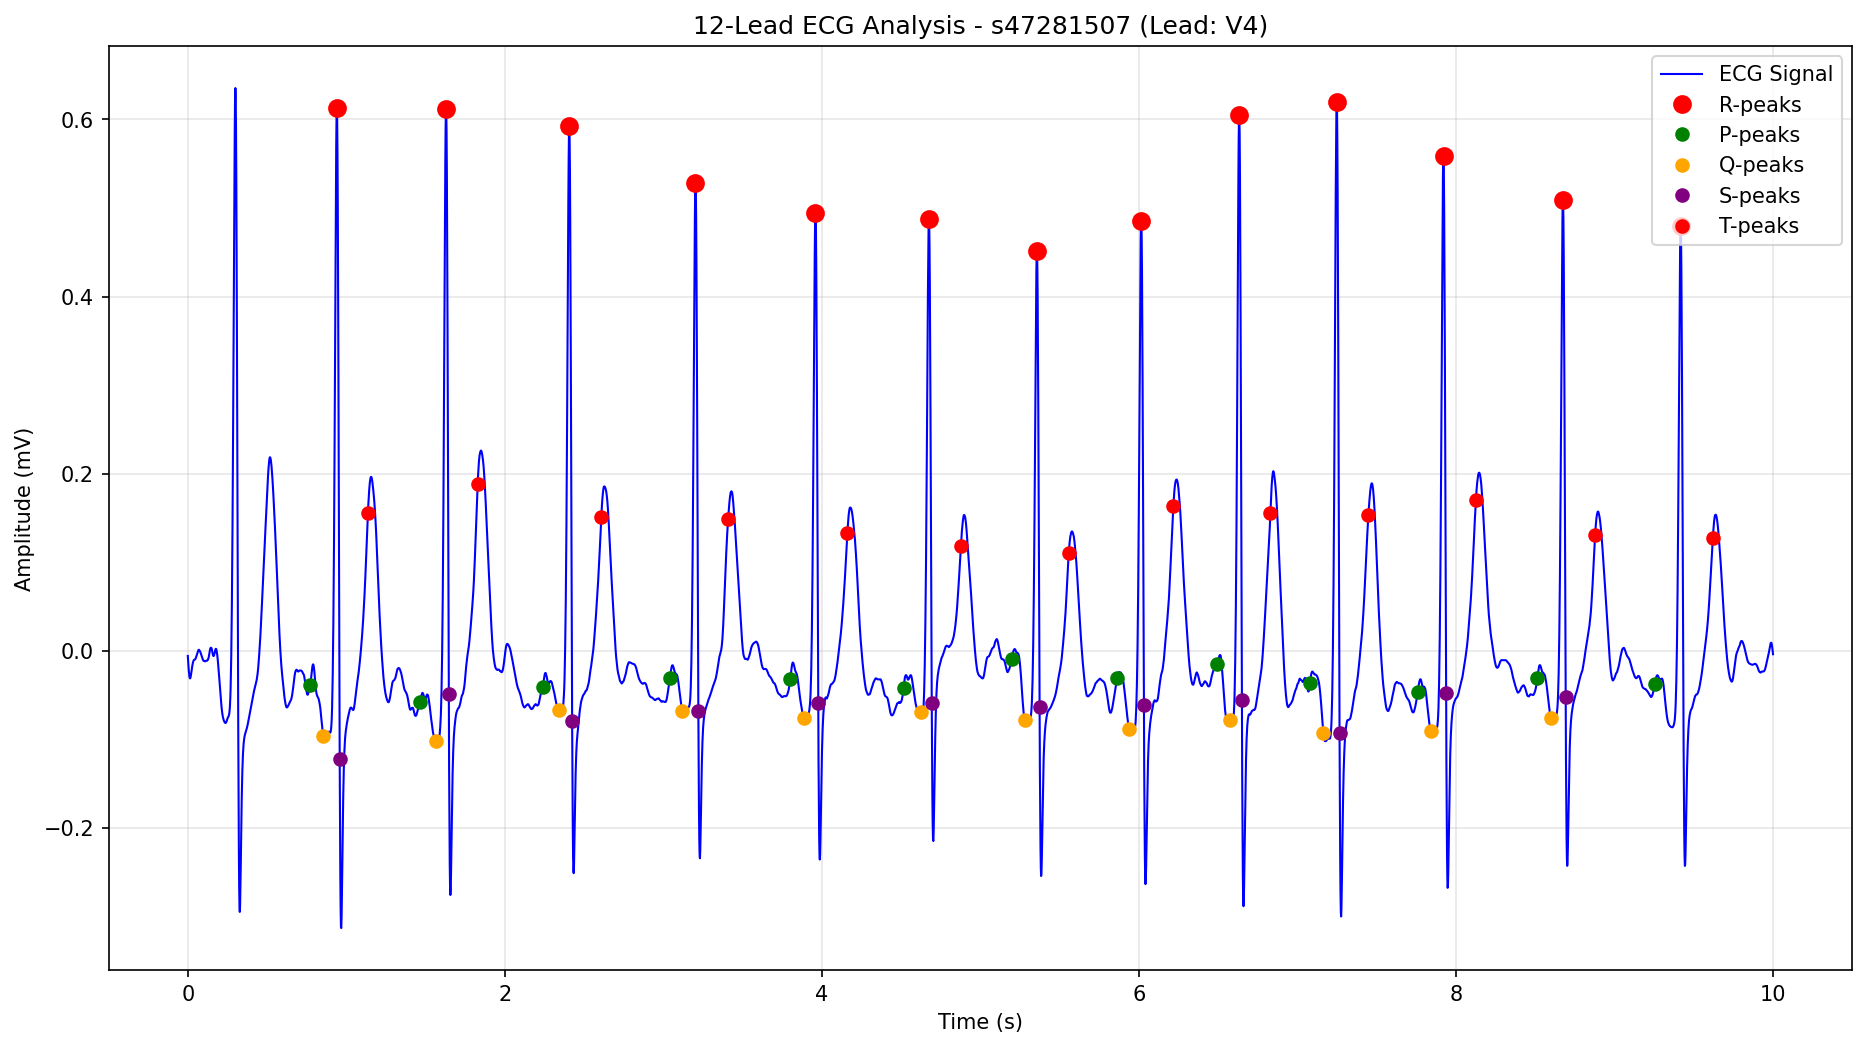 12-Lead ECG Analysis - s47281507 (Lead: V4)
ECG Signal
R-peaks
P-peaks
Q-peaks
S-peaks
T-peaks
Amplitude (mV)
0.6
0.4
0.2
0.0
−0.2
0 2 4 6 8 10
Time (s)